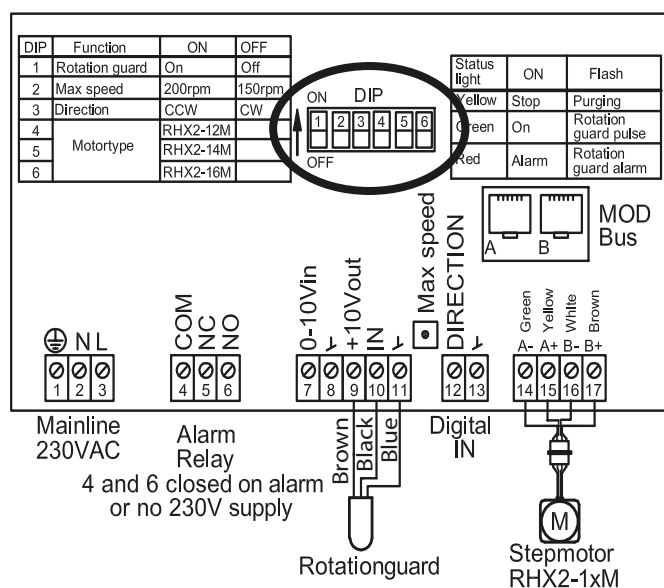 DIP Function ON OFF
1 Rotation guard On Off
2 Max speed 200rpm 150rpm
3 Direction CCW CW
4 RHX2-12M
5 Motortype RHX2-14M
6 RHX2-16M
ON DIP
1 2 3 4 5 6
OFF
Status light ON Flash
Yellow Stop Purging
Green On Rotation guard pulse
Red Alarm Rotation guard alarm
A B
MOD
Bus
COM
NC
NO
0-10Vin
+10Vout
IN
Max speed
DIRECTION
Green
Yellow
White
Brown
N L
A- A+ B- B+
1 2 3
4 5 6
7 8 9 10 11
12 13
14 15 16 17
Mainline
230VAC
Alarm
Relay
4 and 6 closed on alarm
or no 230V supply
Brown
Black
Blue
Rotationguard
Digital
IN
M
Stepmotor
RHX2-1xM